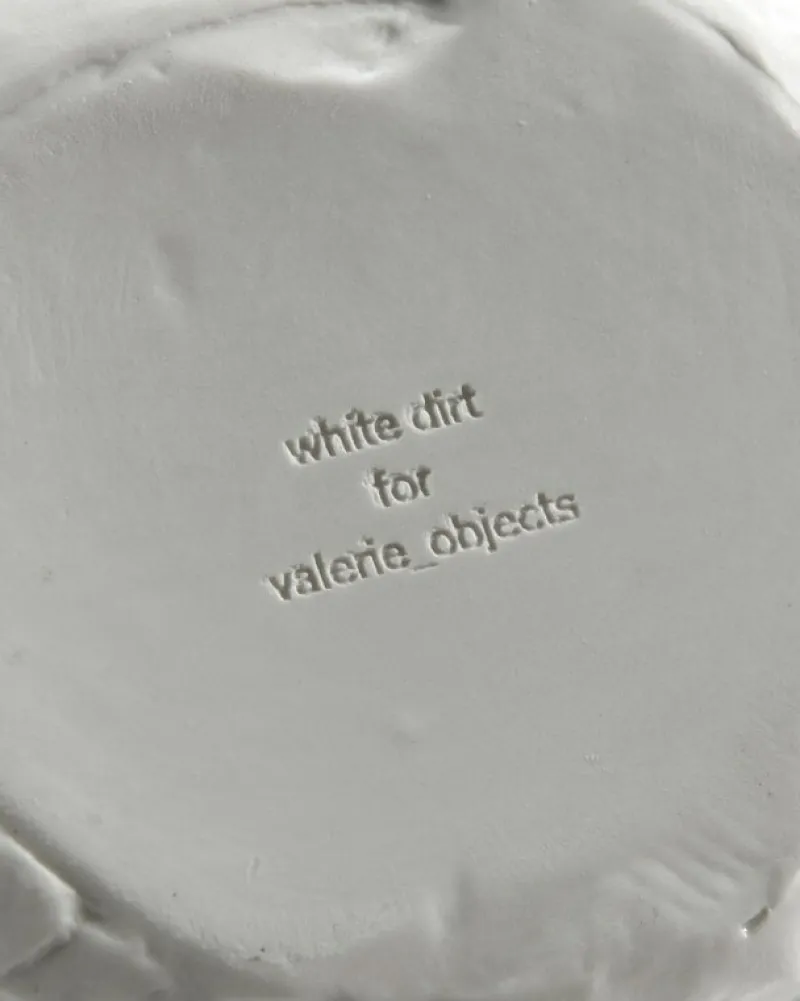 white dirt
for
valerie_objects